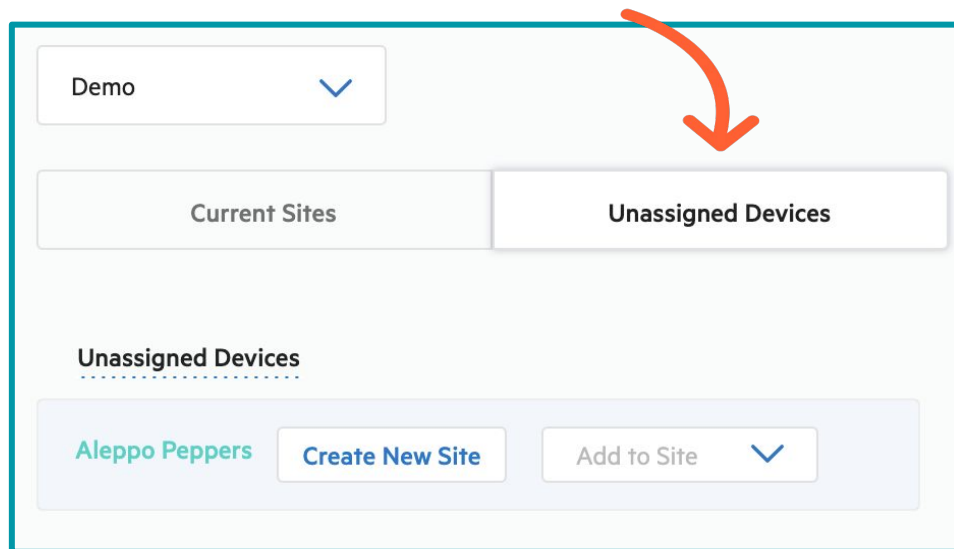 Demo
Current Sites
Unassigned Devices
Unassigned Devices
Aleppo Peppers
Create New Site
Add to Site